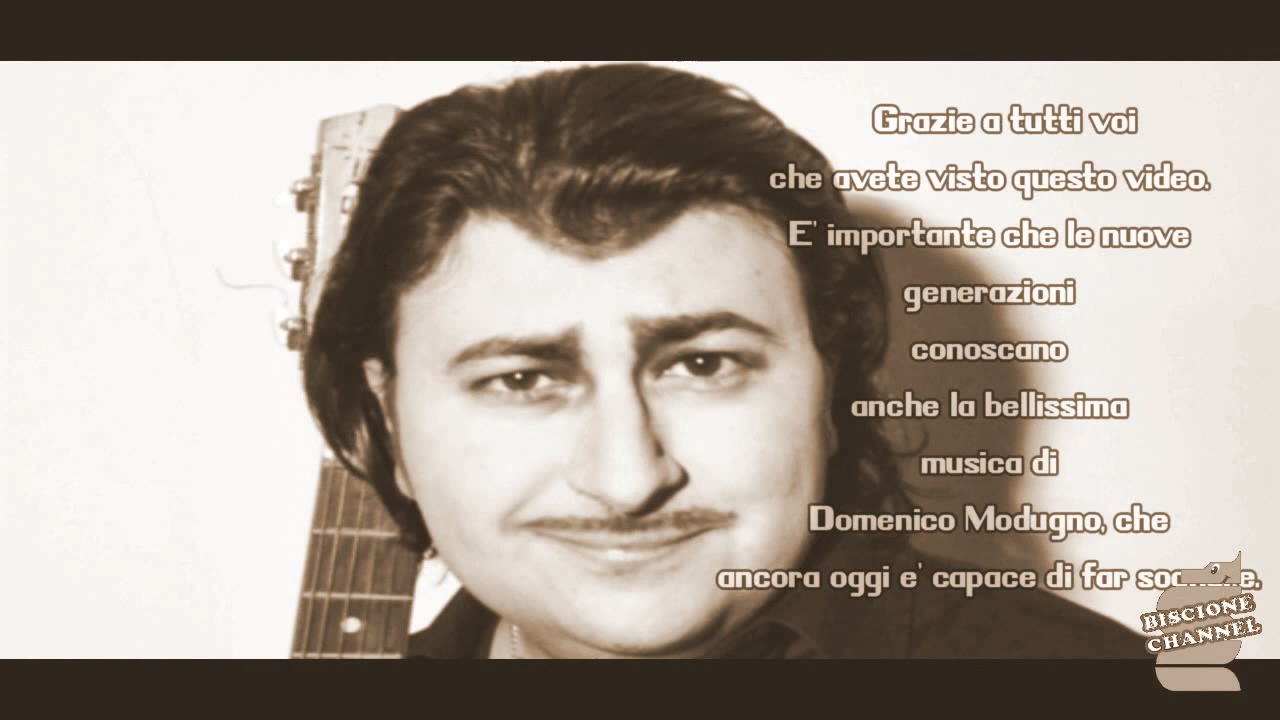 Grazie a tutti voi
che avete visto questo video.
E' importante che le nuove
generazioni
conoscano
anche la bellissima
musica di
Domenico Modugno, che
ancora oggi e' capace di far
BISCIONE
CHANNEL